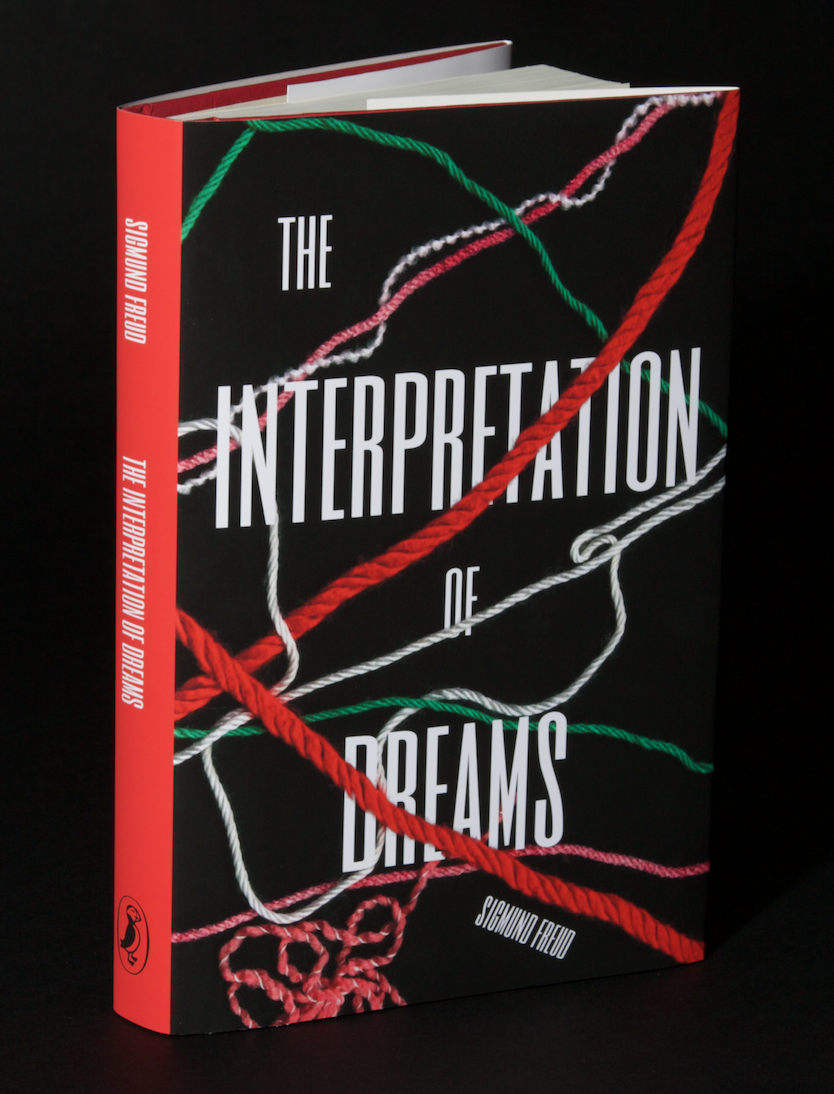 SIGMUND FREUD
THE INTERPRETATION OF DREAMS
THE
INTERPRETATION
OF
DREAMS
SIGMUND FREUD